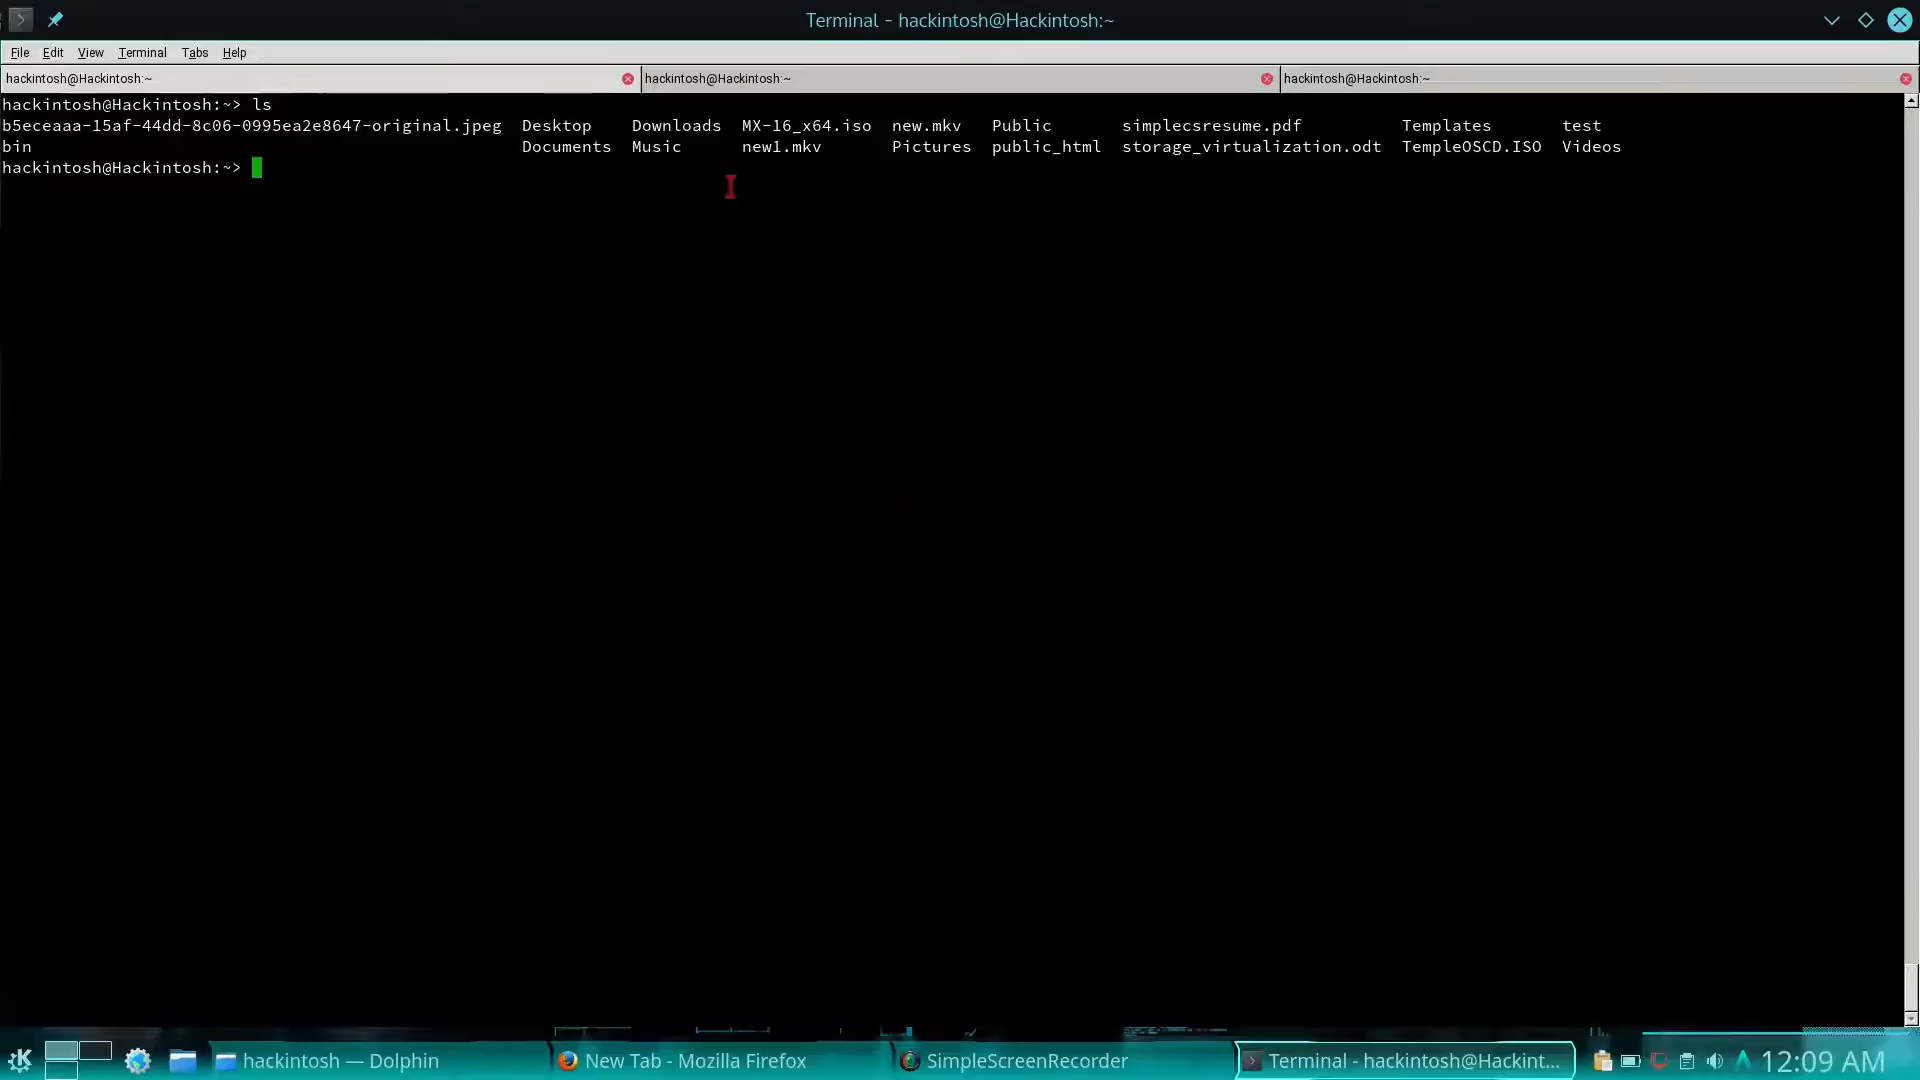 Terminal - hackintosh@Hackintosh:~
File Edit View Terminal Tabs Help
hackintosh@Hackintosh:~ hackintosh@Hackintosh:~ hackintosh@Hackintosh:~
hackintosh@Hackintosh:~> ls
b5eceaaa-15af-44dd-8c06-0995ea2e8647-original.jpeg Desktop Downloads MX-16_x64.iso new.mkv Public simplecsresume.pdf Templates test
bin Documents Music new1.mkv Pictures public_html storage_virtualization.odt TempleOSCD.ISO Videos
hackintosh@Hackintosh:~>
hackintosh — Dolphin New Tab - Mozilla Firefox SimpleScreenRecorder Terminal - hackintosh@Hackint... 12:09 AM